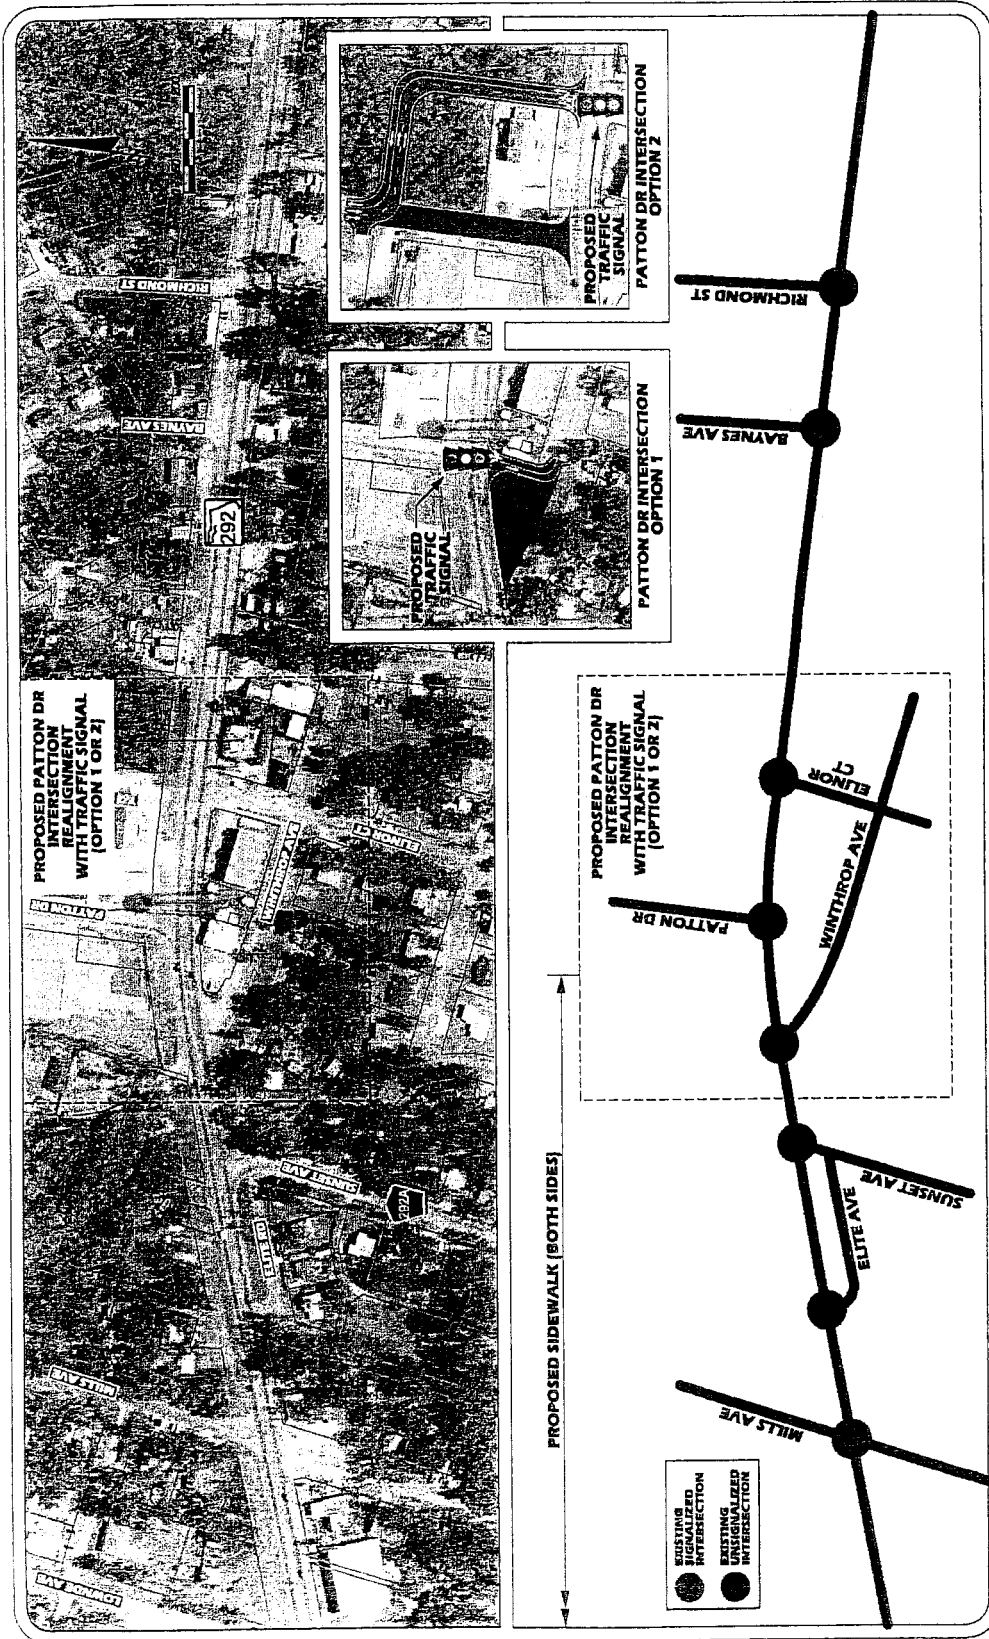 PROPOSED PATTON DR
INTERSECTION
REALIGNMENT
WITH TRAFFIC SIGNAL
(OPTION 1 OR 2)
LOWNDE AVE
MILLS AVE
ELITE AVE
SUNSET AVE
292A
PATTON DR
WINTHROP AVE
ELINOR CT
292
BAYNES AVE
RICHMOND ST
PROPOSED
TRAFFIC
SIGNAL
PATTON DR INTERSECTION
OPTION 1
PROPOSED
TRAFFIC
SIGNAL
PATTON DR INTERSECTION
OPTION 2
PROPOSED SIDEWALK (BOTH SIDES)
PROPOSED PATTON DR
INTERSECTION
REALIGNMENT
WITH TRAFFIC SIGNAL
(OPTION 1 OR 2)
MILLS AVE
ELITE AVE
SUNSET AVE
WINTHROP AVE
PATTON DR
ELINOR
CT
BAYNES AVE
RICHMOND ST
EXISTING
SIGNALIZED
INTERSECTION
EXISTING
UNSIGNALIZED
INTERSECTION